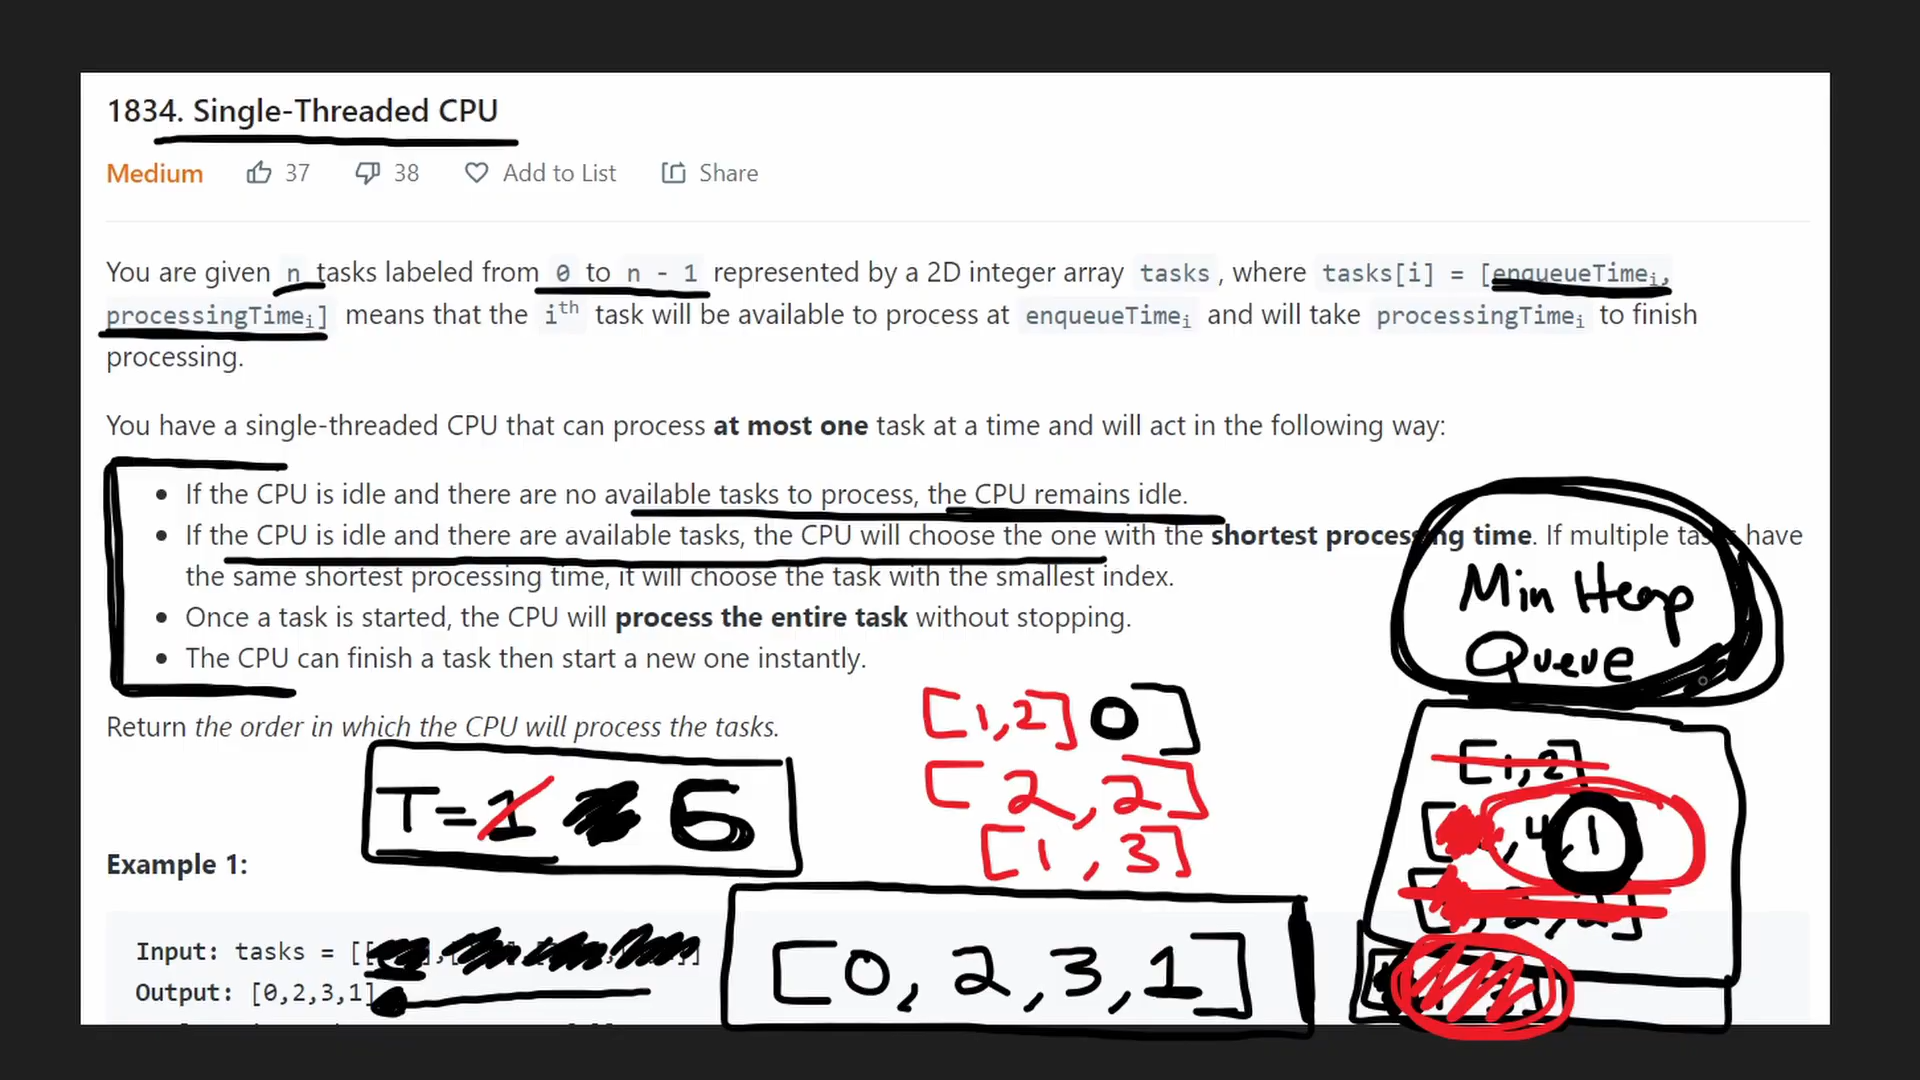 1834. Single-Threaded CPU
Medium 37 38 Add to List Share
You are given n tasks labeled from 0 to n - 1 represented by a 2D integer array tasks, where tasks[i] = [enqueueTimeᵢ,
processingTimeᵢ] means that the iᵗʰ task will be available to process at enqueueTimeᵢ and will take processingTimeᵢ to finish
processing.
You have a single-threaded CPU that can process at most one task at a time and will act in the following way:
• If the CPU is idle and there are no available tasks to process, the CPU remains idle.
• If the CPU is idle and there are available tasks, the CPU will choose the one with the shortest processing time. If multiple tasks have
the same shortest processing time, it will choose the task with the smallest index.
• Once a task is started, the CPU will process the entire task without stopping.
• The CPU can finish a task then start a new one instantly.
Return the order in which the CPU will process the tasks.
Min Heap
Queue
[1,2] 0 ]
[2,2]
[1,3]
[1,2]
4, 1
T=1 6
Example 1:
Input: tasks = [[
Output: [0,2,3,1]
[0,2,3,1]